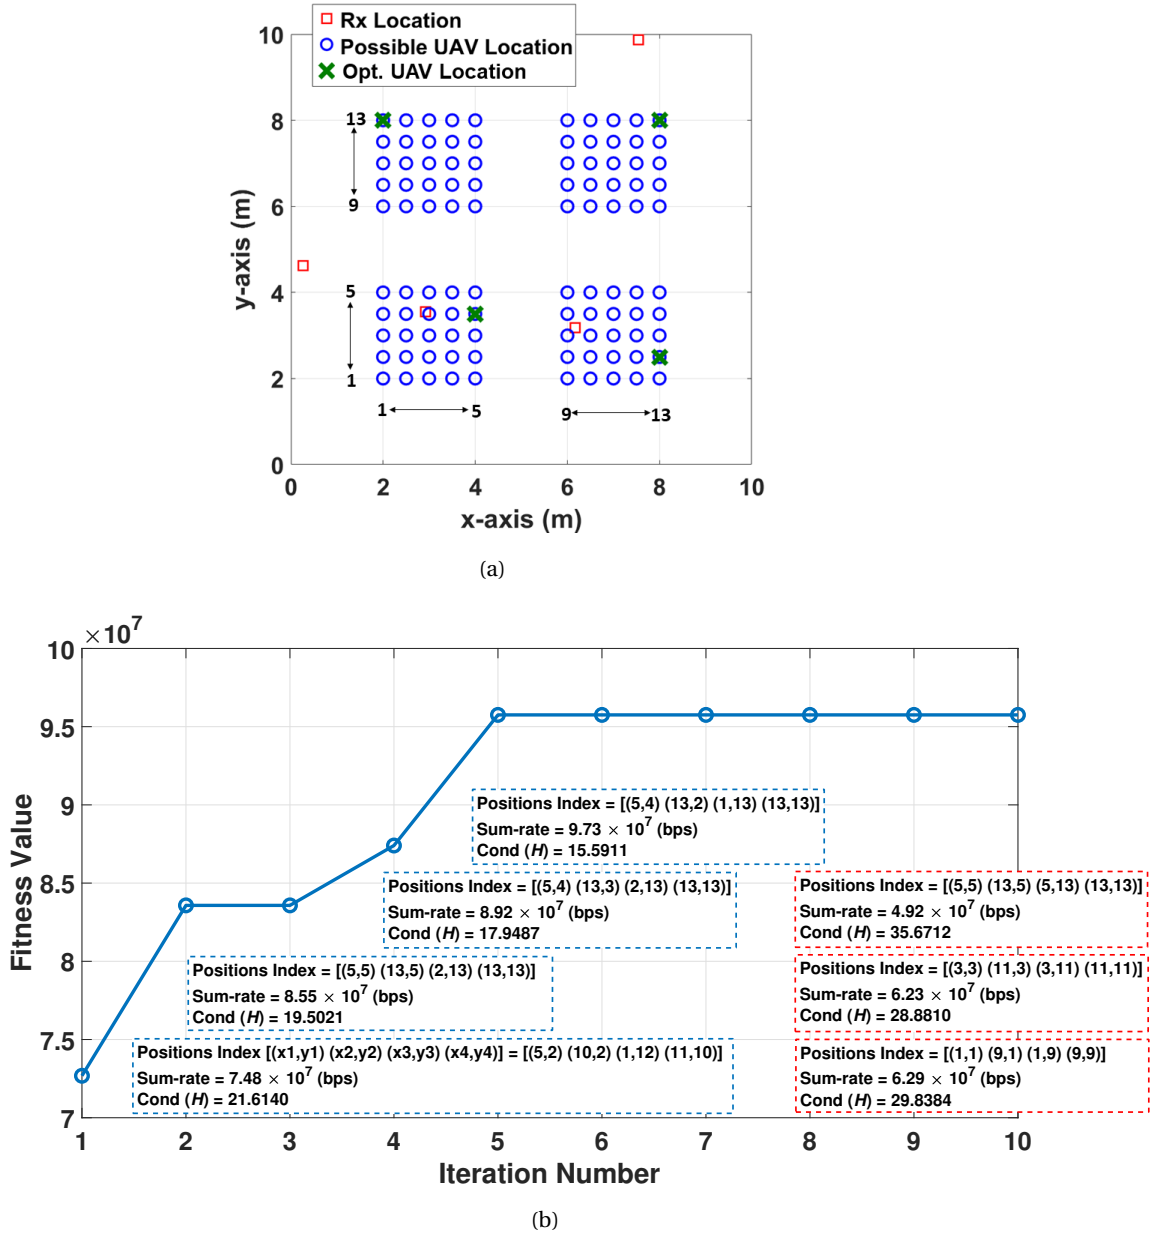 Rx Location
Possible UAV Location
Opt. UAV Location
10
8
6
4
2
0
y-axis (m)
13
9
5
1
1
5
9
13
0
2
4
6
8
10
x-axis (m)
(a)
×10^7
10
9.5
9
8.5
8
7.5
7
Fitness Value
Positions Index = [(5,4) (13,2) (1,13) (13,13)]
Sum-rate = 9.73 × 10^7 (bps)
Cond (H) = 15.5911
Positions Index = [(5,4) (13,3) (2,13) (13,13)]
Sum-rate = 8.92 × 10^7 (bps)
Cond (H) = 17.9487
Positions Index = [(5,5) (13,5) (2,13) (13,13)]
Sum-rate = 8.55 × 10^7 (bps)
Cond (H) = 19.5021
Positions Index [(x1,y1) (x2,y2) (x3,y3) (x4,y4)] = [(5,2) (10,2) (1,12) (11,10)]
Sum-rate = 7.48 × 10^7 (bps)
Cond (H) = 21.6140
Positions Index = [(5,5) (13,5) (5,13) (13,13)]
Sum-rate = 4.92 × 10^7 (bps)
Cond (H) = 35.6712
Positions Index = [(3,3) (11,3) (3,11) (11,11)]
Sum-rate = 6.23 × 10^7 (bps)
Cond (H) = 28.8810
Positions Index = [(1,1) (9,1) (1,9) (9,9)]
Sum-rate = 6.29 × 10^7 (bps)
Cond (H) = 29.8384
1
2
3
4
5
6
7
8
9
10
Iteration Number
(b)